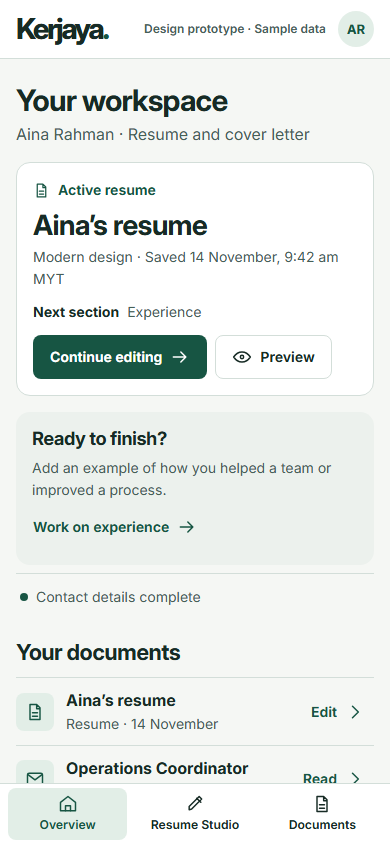 Kerjaya.
Design prototype · Sample data
AR
Your workspace
Aina Rahman · Resume and cover letter
Active resume
Aina’s resume
Modern design · Saved 14 November, 9:42 am
MYT
Next section Experience
Continue editing
Preview
Ready to finish?
Add an example of how you helped a team or
improved a process.
Work on experience
Contact details complete
Your documents
Aina’s resume
Resume · 14 November
Edit
Operations Coordinator
Read
Overview
Resume Studio
Documents